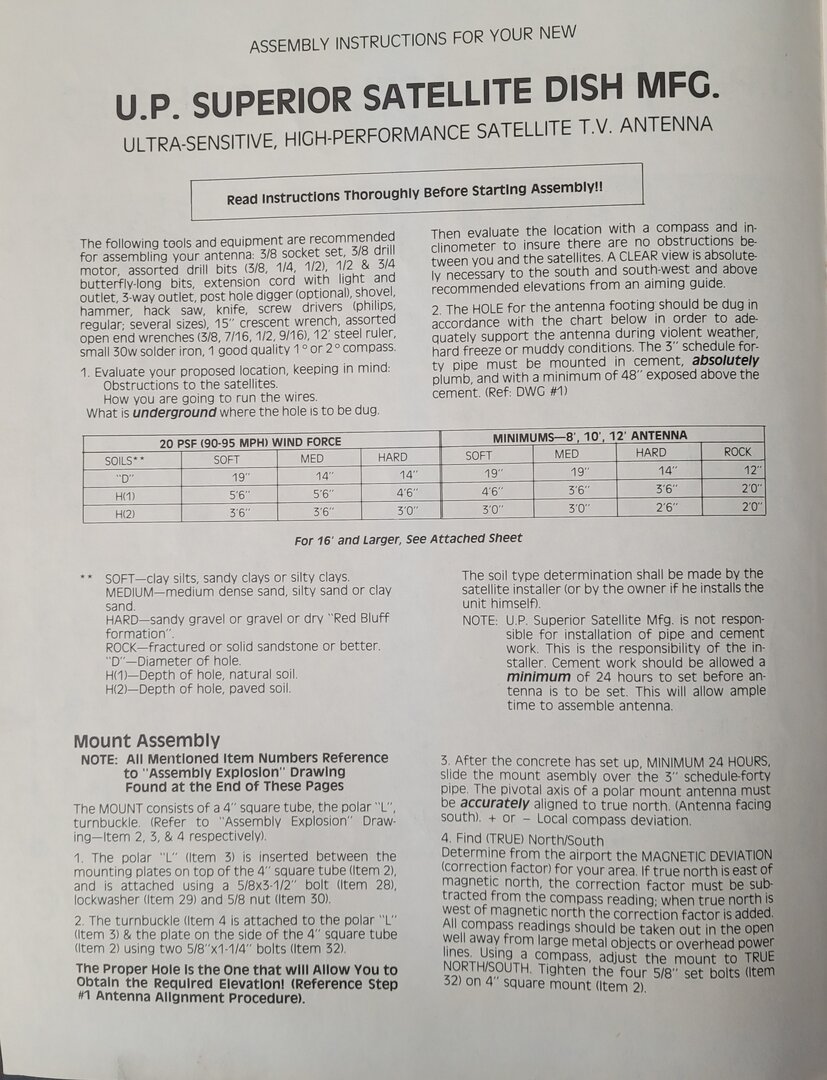 ASSEMBLY INSTRUCTIONS FOR YOUR NEW
U.P. SUPERIOR SATELLITE DISH MFG.
ULTRA-SENSITIVE, HIGH-PERFORMANCE SATELLITE T.V. ANTENNA
Read Instructions Thoroughly Before Starting Assembly!!
The following tools and equipment are recommended
for assembling your antenna: 3/8 socket set, 3/8 drill
motor, assorted drill bits (3/8, 1/4, 1/2), 1/2 & 3/4
butterfly-long bits, extension cord with light and
outlet, 3-way outlet, post hole digger (optional), shovel,
hammer, hack saw, knife, screw drivers (philips,
regular; several sizes), 15" crescent wrench, assorted
open end wrenches (3/8, 7/16, 1/2, 9/16), 12' steel ruler,
small 30w solder iron, 1 good quality 1° or 2° compass.
1. Evaluate your proposed location, keeping in mind:
Obstructions to the satellites.
How you are going to run the wires.
What is underground where the hole is to be dug.
Then evaluate the location with a compass and in-
clinometer to insure there are no obstructions be-
tween you and the satellites. A CLEAR view is absolute-
ly necessary to the south and south-west and above
recommended elevations from an aiming guide.
2. The HOLE for the antenna footing should be dug in
accordance with the chart below in order to ade-
quately support the antenna during violent weather,
hard freeze or muddy conditions. The 3" schedule for-
ty pipe must be mounted in cement, absolutely
plumb, and with a minimum of 48" exposed above the
cement. (Ref: DWG #1)
20 PSF (90-95 MPH) WIND FORCE MINIMUMS—8', 10', 12' ANTENNA
SOILS** SOFT MED HARD SOFT MED HARD ROCK
"D" 19" 14" 14" 19" 19" 14" 12"
H(1) 5'6" 5'6" 4'6" 4'6" 3'6" 3'6" 2'0"
H(2) 3'6" 3'6" 3'0" 3'0" 3'0" 2'6" 2'0"
For 16' and Larger, See Attached Sheet
** SOFT—clay silts, sandy clays or silty clays.
MEDIUM—medium dense sand, silty sand or clay
sand.
HARD—sandy gravel or gravel or dry "Red Bluff
formation".
ROCK—fractured or solid sandstone or better.
"D"—Diameter of hole.
H(1)—Depth of hole, natural soil.
H(2)—Depth of hole, paved soil.
The soil type determination shall be made by the
satellite installer (or by the owner if he installs the
unit himself).
NOTE: U.P. Superior Satellite Mfg. is not respon-
sible for installation of pipe and cement
work. This is the responsibility of the in-
staller. Cement work should be allowed a
minimum of 24 hours to set before an-
tenna is to be set. This will allow ample
time to assemble antenna.
Mount Assembly
NOTE: All Mentioned Item Numbers Reference
to "Assembly Explosion" Drawing
Found at the End of These Pages
The MOUNT consists of a 4" square tube, the polar "L",
turnbuckle. (Refer to "Assembly Explosion" Draw-
ing—Item 2, 3, & 4 respectively).
1. The polar "L" (Item 3) is inserted between the
mounting plates on top of the 4" square tube (Item 2),
and is attached using a 5/8x3-1/2" bolt (Item 28),
lockwasher (Item 29) and 5/8 nut (Item 30).
2. The turnbuckle (Item 4 is attached to the polar "L"
(Item 3) & the plate on the side of the 4" square tube
(Item 2) using two 5/8"x1-1/4" bolts (Item 32).
The Proper Hole is the One that will Allow You to
Obtain the Required Elevation! (Reference Step
#1 Antenna Alignment Procedure).
3. After the concrete has set up, MINIMUM 24 HOURS,
slide the mount asembly over the 3" schedule-forty
pipe. The pivotal axis of a polar mount antenna must
be accurately aligned to true north. (Antenna facing
south). + or – Local compass deviation.
4. Find (TRUE) North/South
Determine from the airport the MAGNETIC DEVIATION
(correction factor) for your area. If true north is east of
magnetic north, the correction factor must be sub-
tracted from the compass reading; when true north is
west of magnetic north the correction factor is added.
All compass readings should be taken out in the open
well away from large metal objects or overhead power
lines. Using a compass, adjust the mount to TRUE
NORTH/SOUTH. Tighten the four 5/8" set bolts (Item
32) on 4" square mount (Item 2).